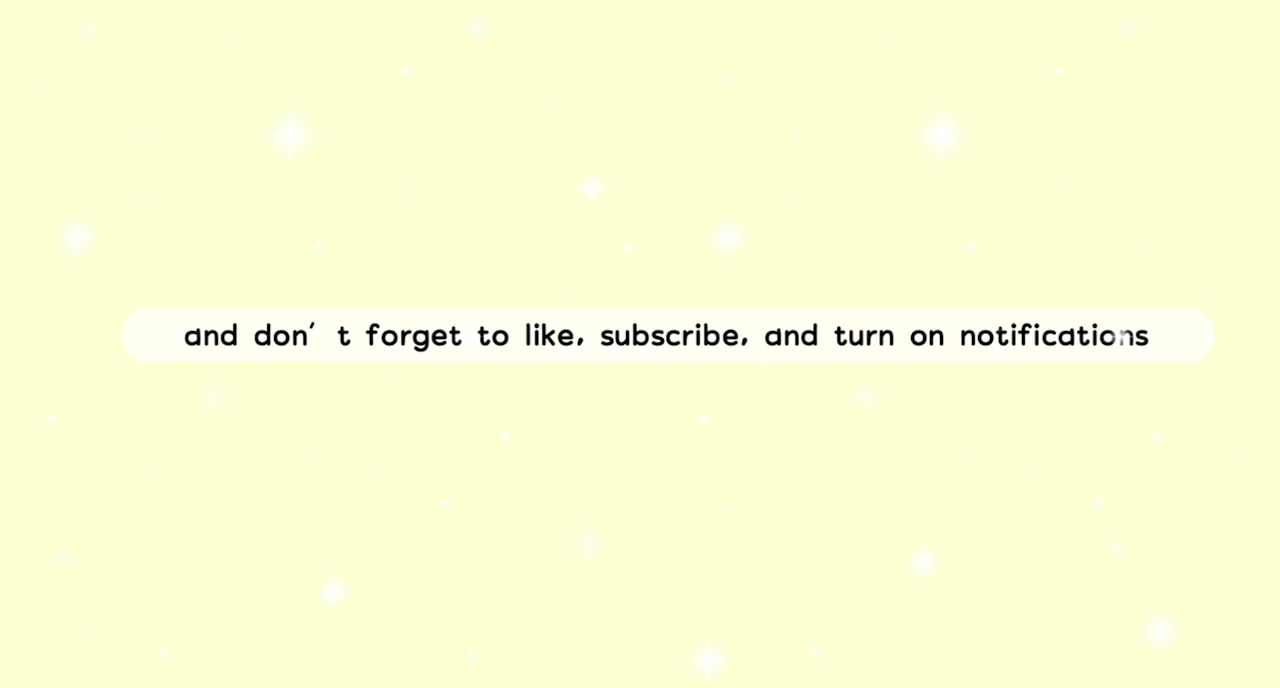 and don't forget to like, subscribe, and turn on notifications